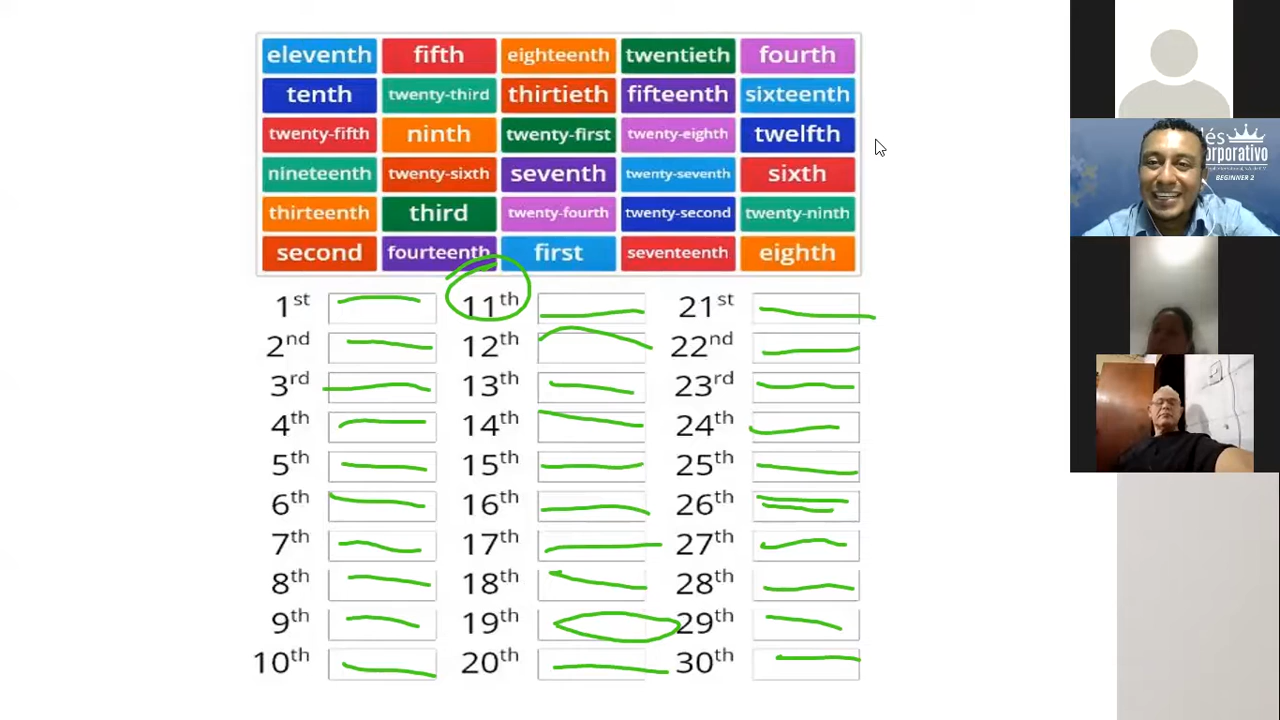 eleventh fifth eighteenth twentieth fourth
tenth twenty-third thirtieth fifteenth sixteenth
twenty-fifth ninth twenty-first twenty-eighth twelfth
nineteenth twenty-sixth seventh twenty-seventh sixth
thirteenth third twenty-fourth twenty-second twenty-ninth
second fourteenth first seventeenth eighth
1st 11th 21st
2nd 12th 22nd
3rd 13th 23rd
4th 14th 24th
5th 15th 25th
6th 16th 26th
7th 17th 27th
8th 18th 28th
9th 19th 29th
10th 20th 30th
BEGINNER 2